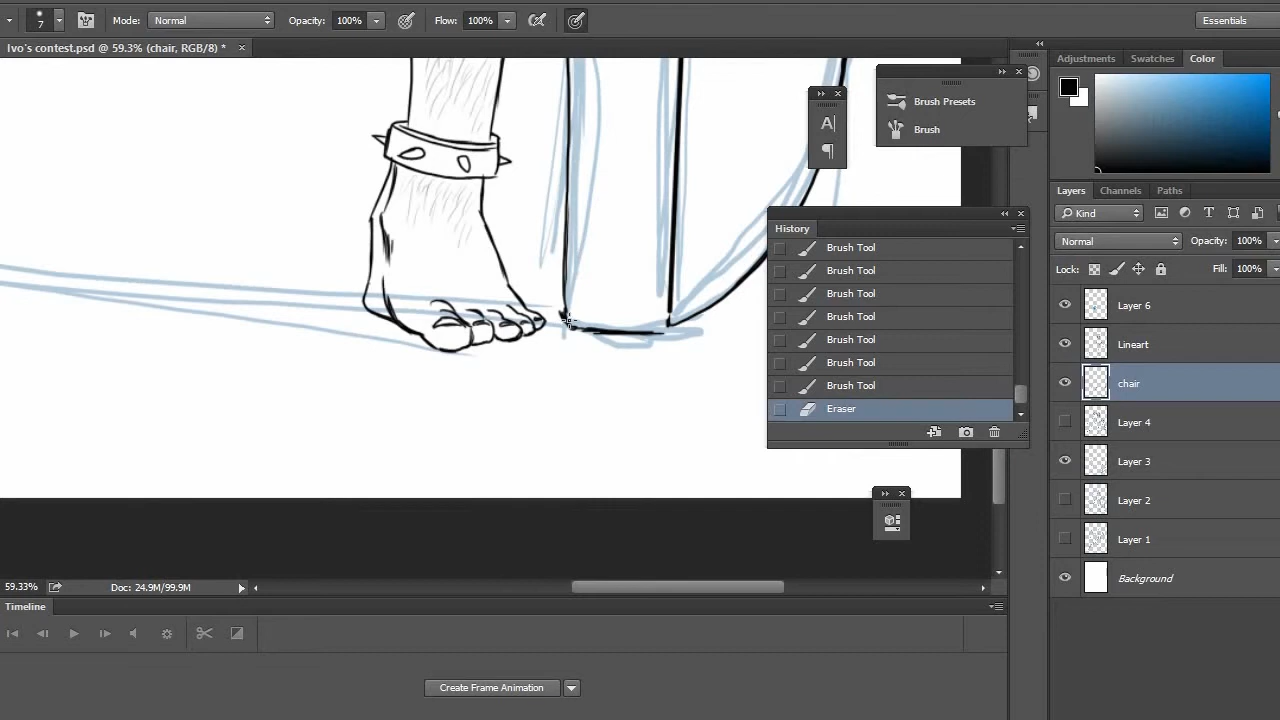 7 Mode: Normal Opacity: 100% Flow: 100% Essentials
Ivo's contest.psd @ 59.3% (chair, RGB/8) *
Adjustments Swatches Color
Brush Presets
Brush
A
¶
Layers Channels Paths
Kind
Normal Opacity: 100%
Lock: Fill: 100%
History
Brush Tool
Brush Tool
Brush Tool
Brush Tool
Brush Tool
Brush Tool
Brush Tool
Eraser
Layer 6
Lineart
chair
Layer 4
Layer 3
Layer 2
Layer 1
Background
59.33% Doc: 24.9M/99.9M
Timeline
Create Frame Animation